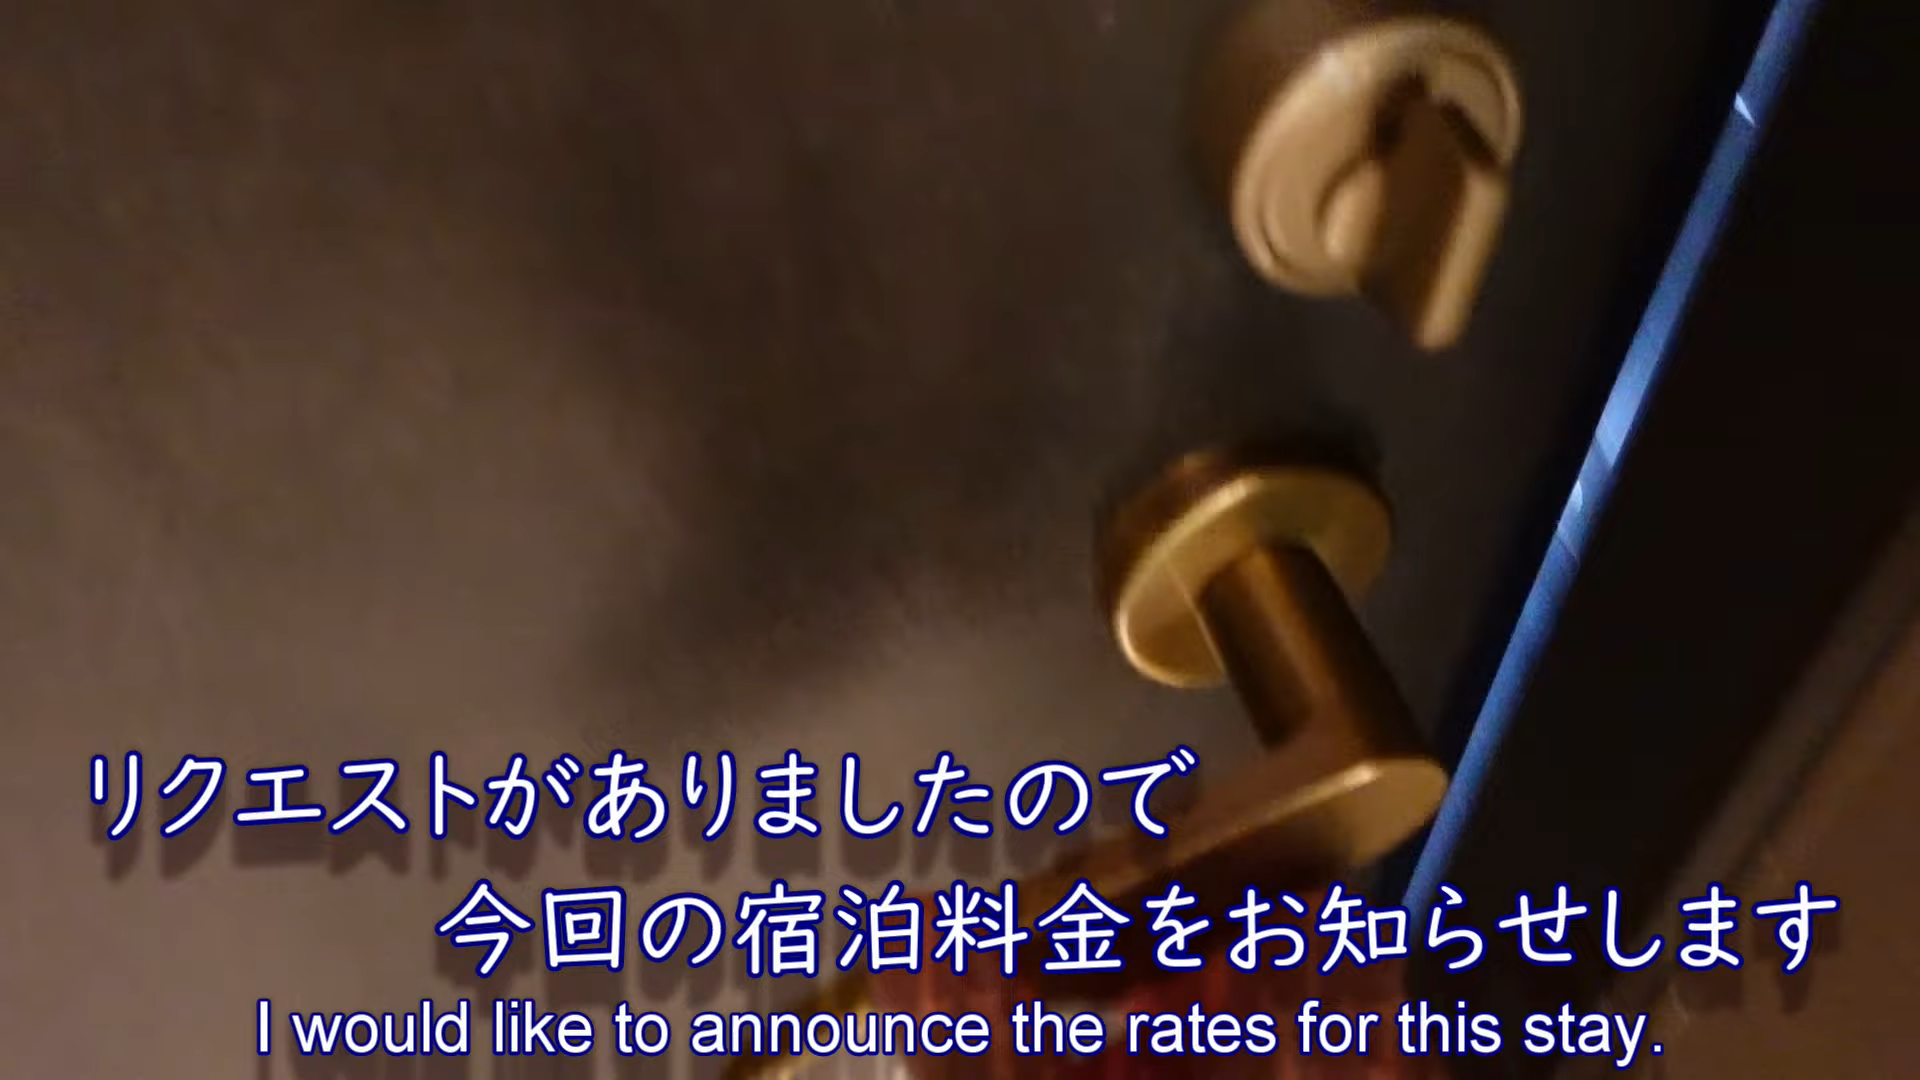 リクエストがありましたので
今回の宿泊料金をお知らせします
I would like to announce the rates for this stay.